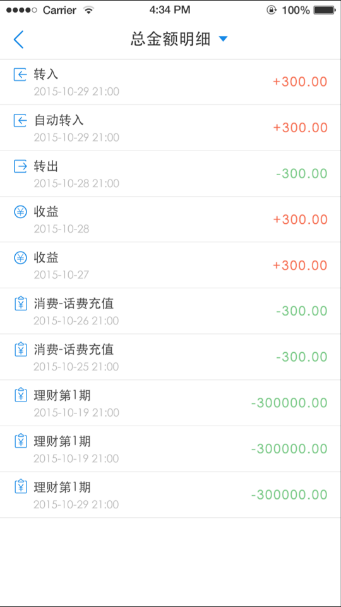 Carrier 4:34 PM 100%
总金额明细
转入 +300.00
2015-10-29 21:00
自动转入 +300.00
2015-10-29 21:00
转出 -300.00
2015-10-28 21:00
收益 +300.00
2015-10-28
收益 +300.00
2015-10-27
消费-话费充值 -300.00
2015-10-26 21:00
消费-话费充值 -300.00
2015-10-25 21:00
理财第1期 -300000.00
2015-10-19 21:00
理财第1期 -300000.00
2015-10-19 21:00
理财第1期 -300000.00
2015-10-29 21:00